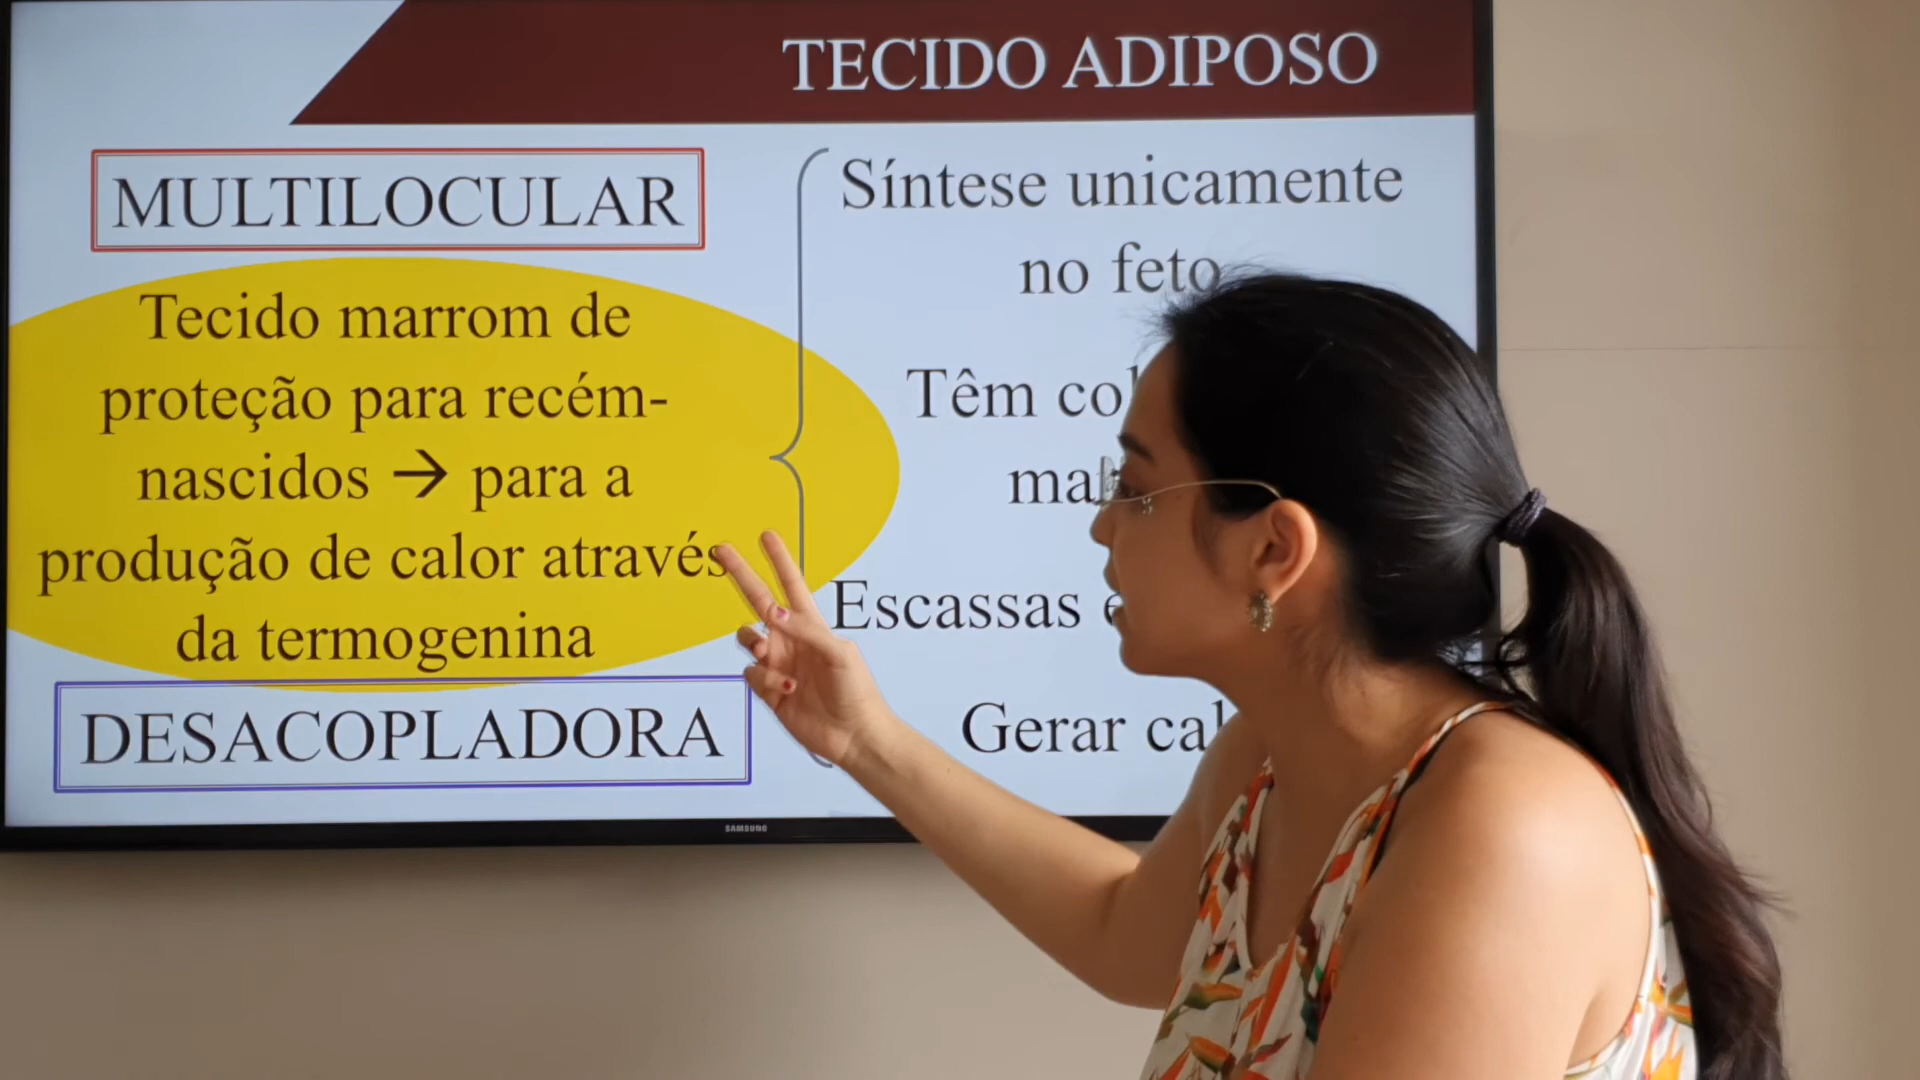 TECIDO ADIPOSO
MULTILOCULAR
Tecido marrom de
proteção para recém-
nascidos → para a
produção de calor através
da termogenina
DESACOPLADORA
Síntese unicamente
no feto
Têm
Escassas
Gerar
SAMSUNG